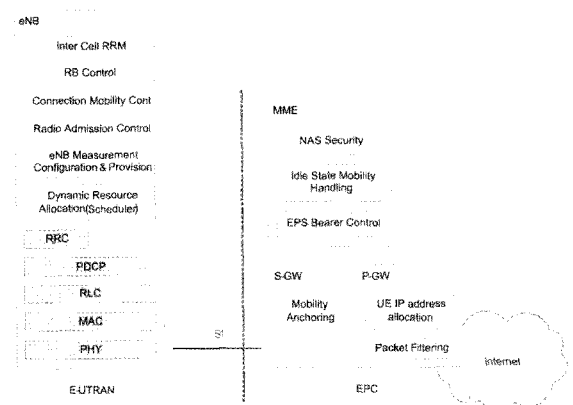 eNB
Inter Cell RRM
RB Control
Connection Mobility Cont
Radio Admission Control
eNB Measurement
Configuration & Provision
Dynamic Resource
Allocation(Scheduler)
RRC
PDCP
RLC
MAC
PHY
E-UTRAN
S1
MME
NAS Security
Idle State Mobility
Handling
EPS Bearer Control
S-GW
Mobility
Anchoring
P-GW
UE IP address
allocation
Packet Filtering
EPC
internet